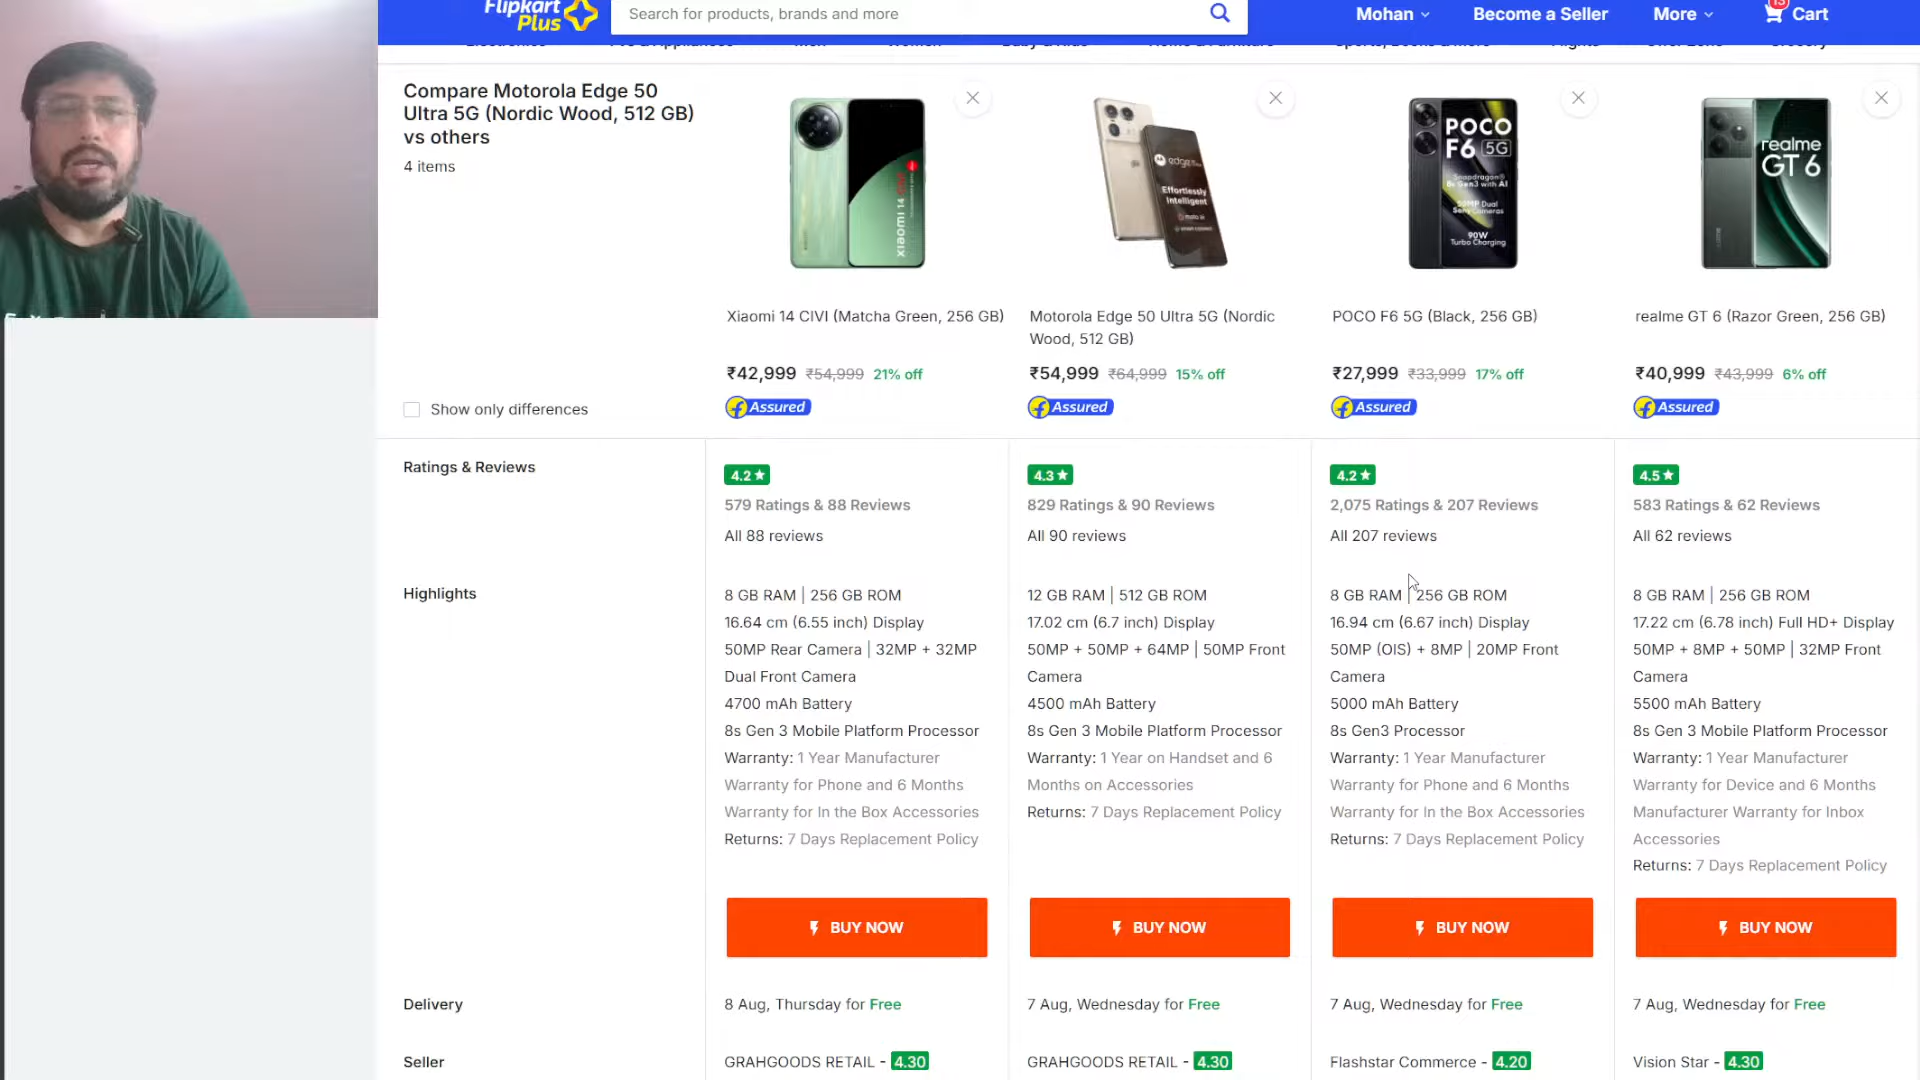 Flipkart
Plus
Search for products, brands and more
Mohan
Become a Seller
More
13
Cart
Compare Motorola Edge 50
Ultra 5G (Nordic Wood, 512 GB)
vs others
4 items
Show only differences
xiaomi 14
Effortlessly
Intelligent
POCO
F6 5G
Snapdragon®
8s Gen3 with AI
50MP Dual
Sony Cameras
90W
Turbo Charging
realme
GT 6
Xiaomi 14 CIVI (Matcha Green, 256 GB)
₹42,999 ₹54,999 21% off
Assured
Motorola Edge 50 Ultra 5G (Nordic
Wood, 512 GB)
₹54,999 ₹64,999 15% off
Assured
POCO F6 5G (Black, 256 GB)
₹27,999 ₹33,999 17% off
Assured
realme GT 6 (Razor Green, 256 GB)
₹40,999 ₹43,999 6% off
Assured
Ratings & Reviews
4.2★
579 Ratings & 88 Reviews
All 88 reviews
4.3★
829 Ratings & 90 Reviews
All 90 reviews
4.2★
2,075 Ratings & 207 Reviews
All 207 reviews
4.5★
583 Ratings & 62 Reviews
All 62 reviews
Highlights
8 GB RAM | 256 GB ROM
16.64 cm (6.55 inch) Display
50MP Rear Camera | 32MP + 32MP
Dual Front Camera
4700 mAh Battery
8s Gen 3 Mobile Platform Processor
Warranty: 1 Year Manufacturer
Warranty for Phone and 6 Months
Warranty for In the Box Accessories
Returns: 7 Days Replacement Policy
12 GB RAM | 512 GB ROM
17.02 cm (6.7 inch) Display
50MP + 50MP + 64MP | 50MP Front
Camera
4500 mAh Battery
8s Gen 3 Mobile Platform Processor
Warranty: 1 Year on Handset and 6
Months on Accessories
Returns: 7 Days Replacement Policy
8 GB RAM | 256 GB ROM
16.94 cm (6.67 inch) Display
50MP (OIS) + 8MP | 20MP Front
Camera
5000 mAh Battery
8s Gen3 Processor
Warranty: 1 Year Manufacturer
Warranty for Phone and 6 Months
Warranty for In the Box Accessories
Returns: 7 Days Replacement Policy
8 GB RAM | 256 GB ROM
17.22 cm (6.78 inch) Full HD+ Display
50MP + 8MP + 50MP | 32MP Front
Camera
5500 mAh Battery
8s Gen 3 Mobile Platform Processor
Warranty: 1 Year Manufacturer
Warranty for Device and 6 Months
Manufacturer Warranty for Inbox
Accessories
Returns: 7 Days Replacement Policy
BUY NOW
BUY NOW
BUY NOW
BUY NOW
Delivery
8 Aug, Thursday for Free
7 Aug, Wednesday for Free
7 Aug, Wednesday for Free
7 Aug, Wednesday for Free
Seller
GRAHGOODS RETAIL - 4.30
GRAHGOODS RETAIL - 4.30
Flashstar Commerce - 4.20
Vision Star - 4.30